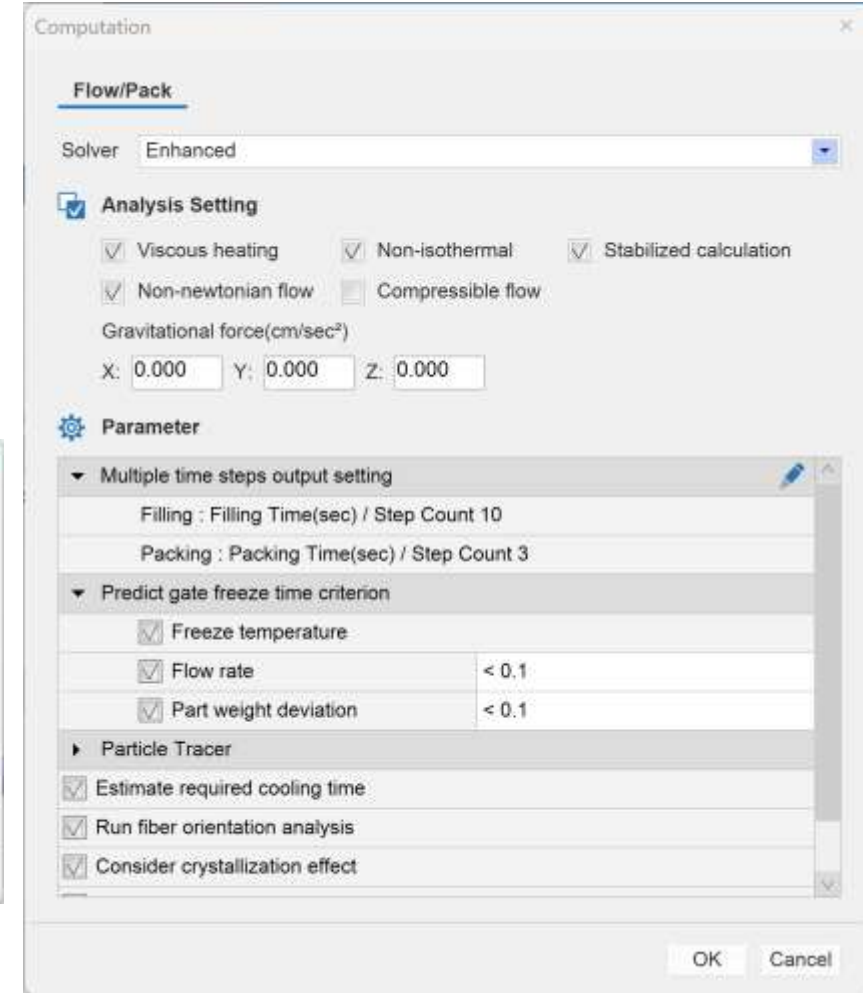 Computation
Flow/Pack
Solver Enhanced
Analysis Setting
Viscous heating Non-isothermal Stabilized calculation
Non-newtonian flow Compressible flow
Gravitational force(cm/sec²)
X: 0.000 Y: 0.000 Z: 0.000
Parameter
Multiple time steps output setting
Filling : Filling Time(sec) / Step Count 10
Packing : Packing Time(sec) / Step Count 3
Predict gate freeze time criterion
Freeze temperature
Flow rate < 0.1
Part weight deviation < 0.1
Particle Tracer
Estimate required cooling time
Run fiber orientation analysis
Consider crystallization effect
OK Cancel